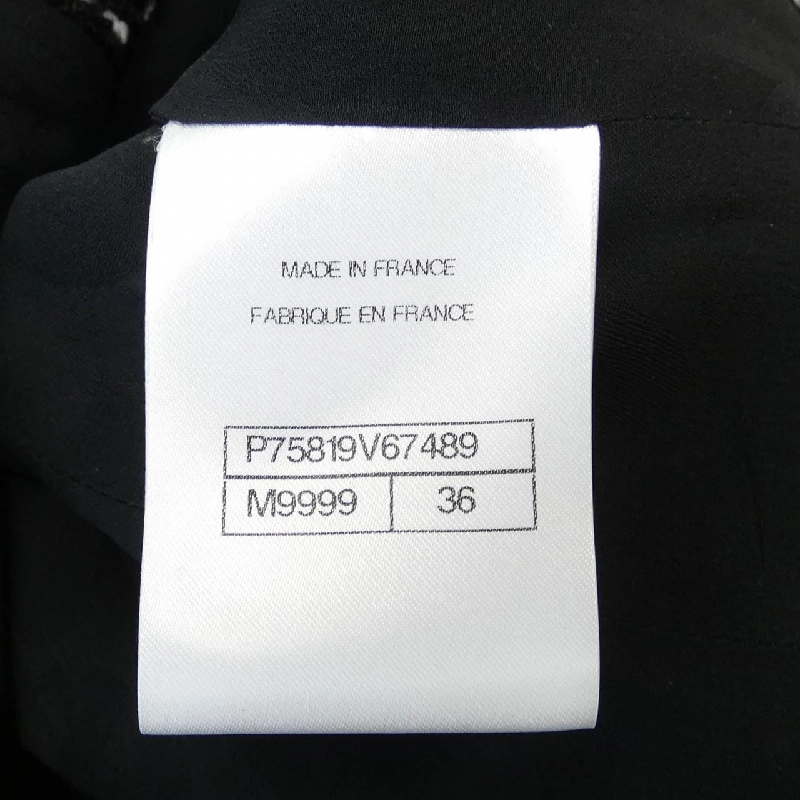 MADE IN FRANCE
FABRIQUE EN FRANCE
P75819V67489
M9999 36